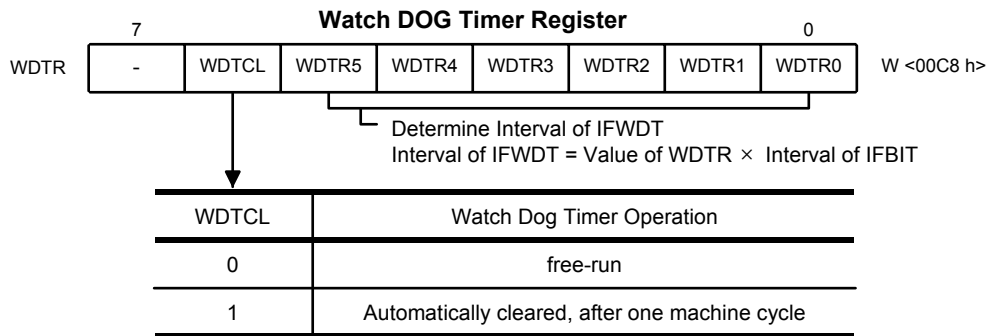 Watch DOG Timer Register
7 0
WDTR - WDTCL WDTR5 WDTR4 WDTR3 WDTR2 WDTR1 WDTR0 W <00C8 h>
Determine Interval of IFWDT
Interval of IFWDT = Value of WDTR × Interval of IFBIT
WDTCL Watch Dog Timer Operation
0 free-run
1 Automatically cleared, after one machine cycle